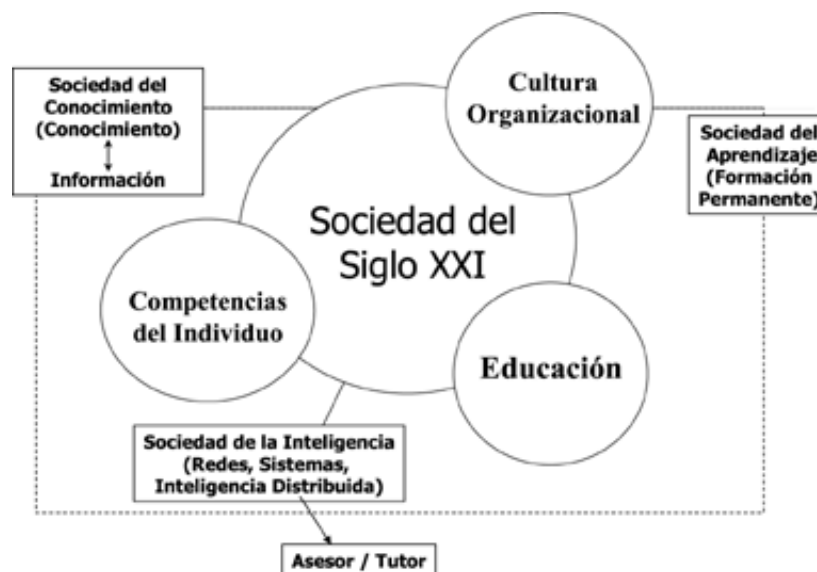 Sociedad del
Conocimiento
(Conocimiento)
Información
Cultura
Organizacional
Sociedad del
Aprendizaje
(Formación
Permanente)
Sociedad del
Siglo XXI
Competencias
del Individuo
Educación
Sociedad de la Inteligencia
(Redes, Sistemas,
Inteligencia Distribuida)
Asesor / Tutor